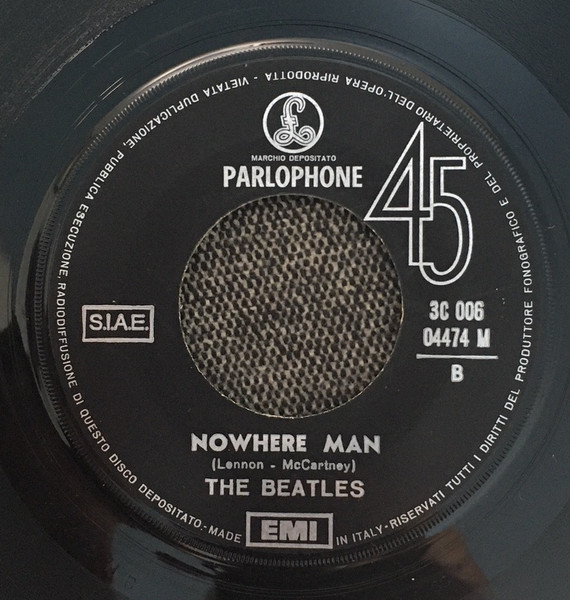 £
MARCHIO DEPOSITATO
PARLOPHONE
45
3C 006
04474 M
B
S.I.A.E.
NOWHERE MAN
(Lennon - McCartney)
THE BEATLES
EMI
MADE IN ITALY - RISERVATI TUTTI I DIRITTI DEL PRODUTTORE FONOGRAFICO E DEL PROPRIETARIO DELL'OPERA RIPRODOTTA - VIETATA DUPLICAZIONE, PUBBLICA ESECUZIONE, RADIODIFFUSIONE DI QUESTO DISCO DEPOSITATO.-